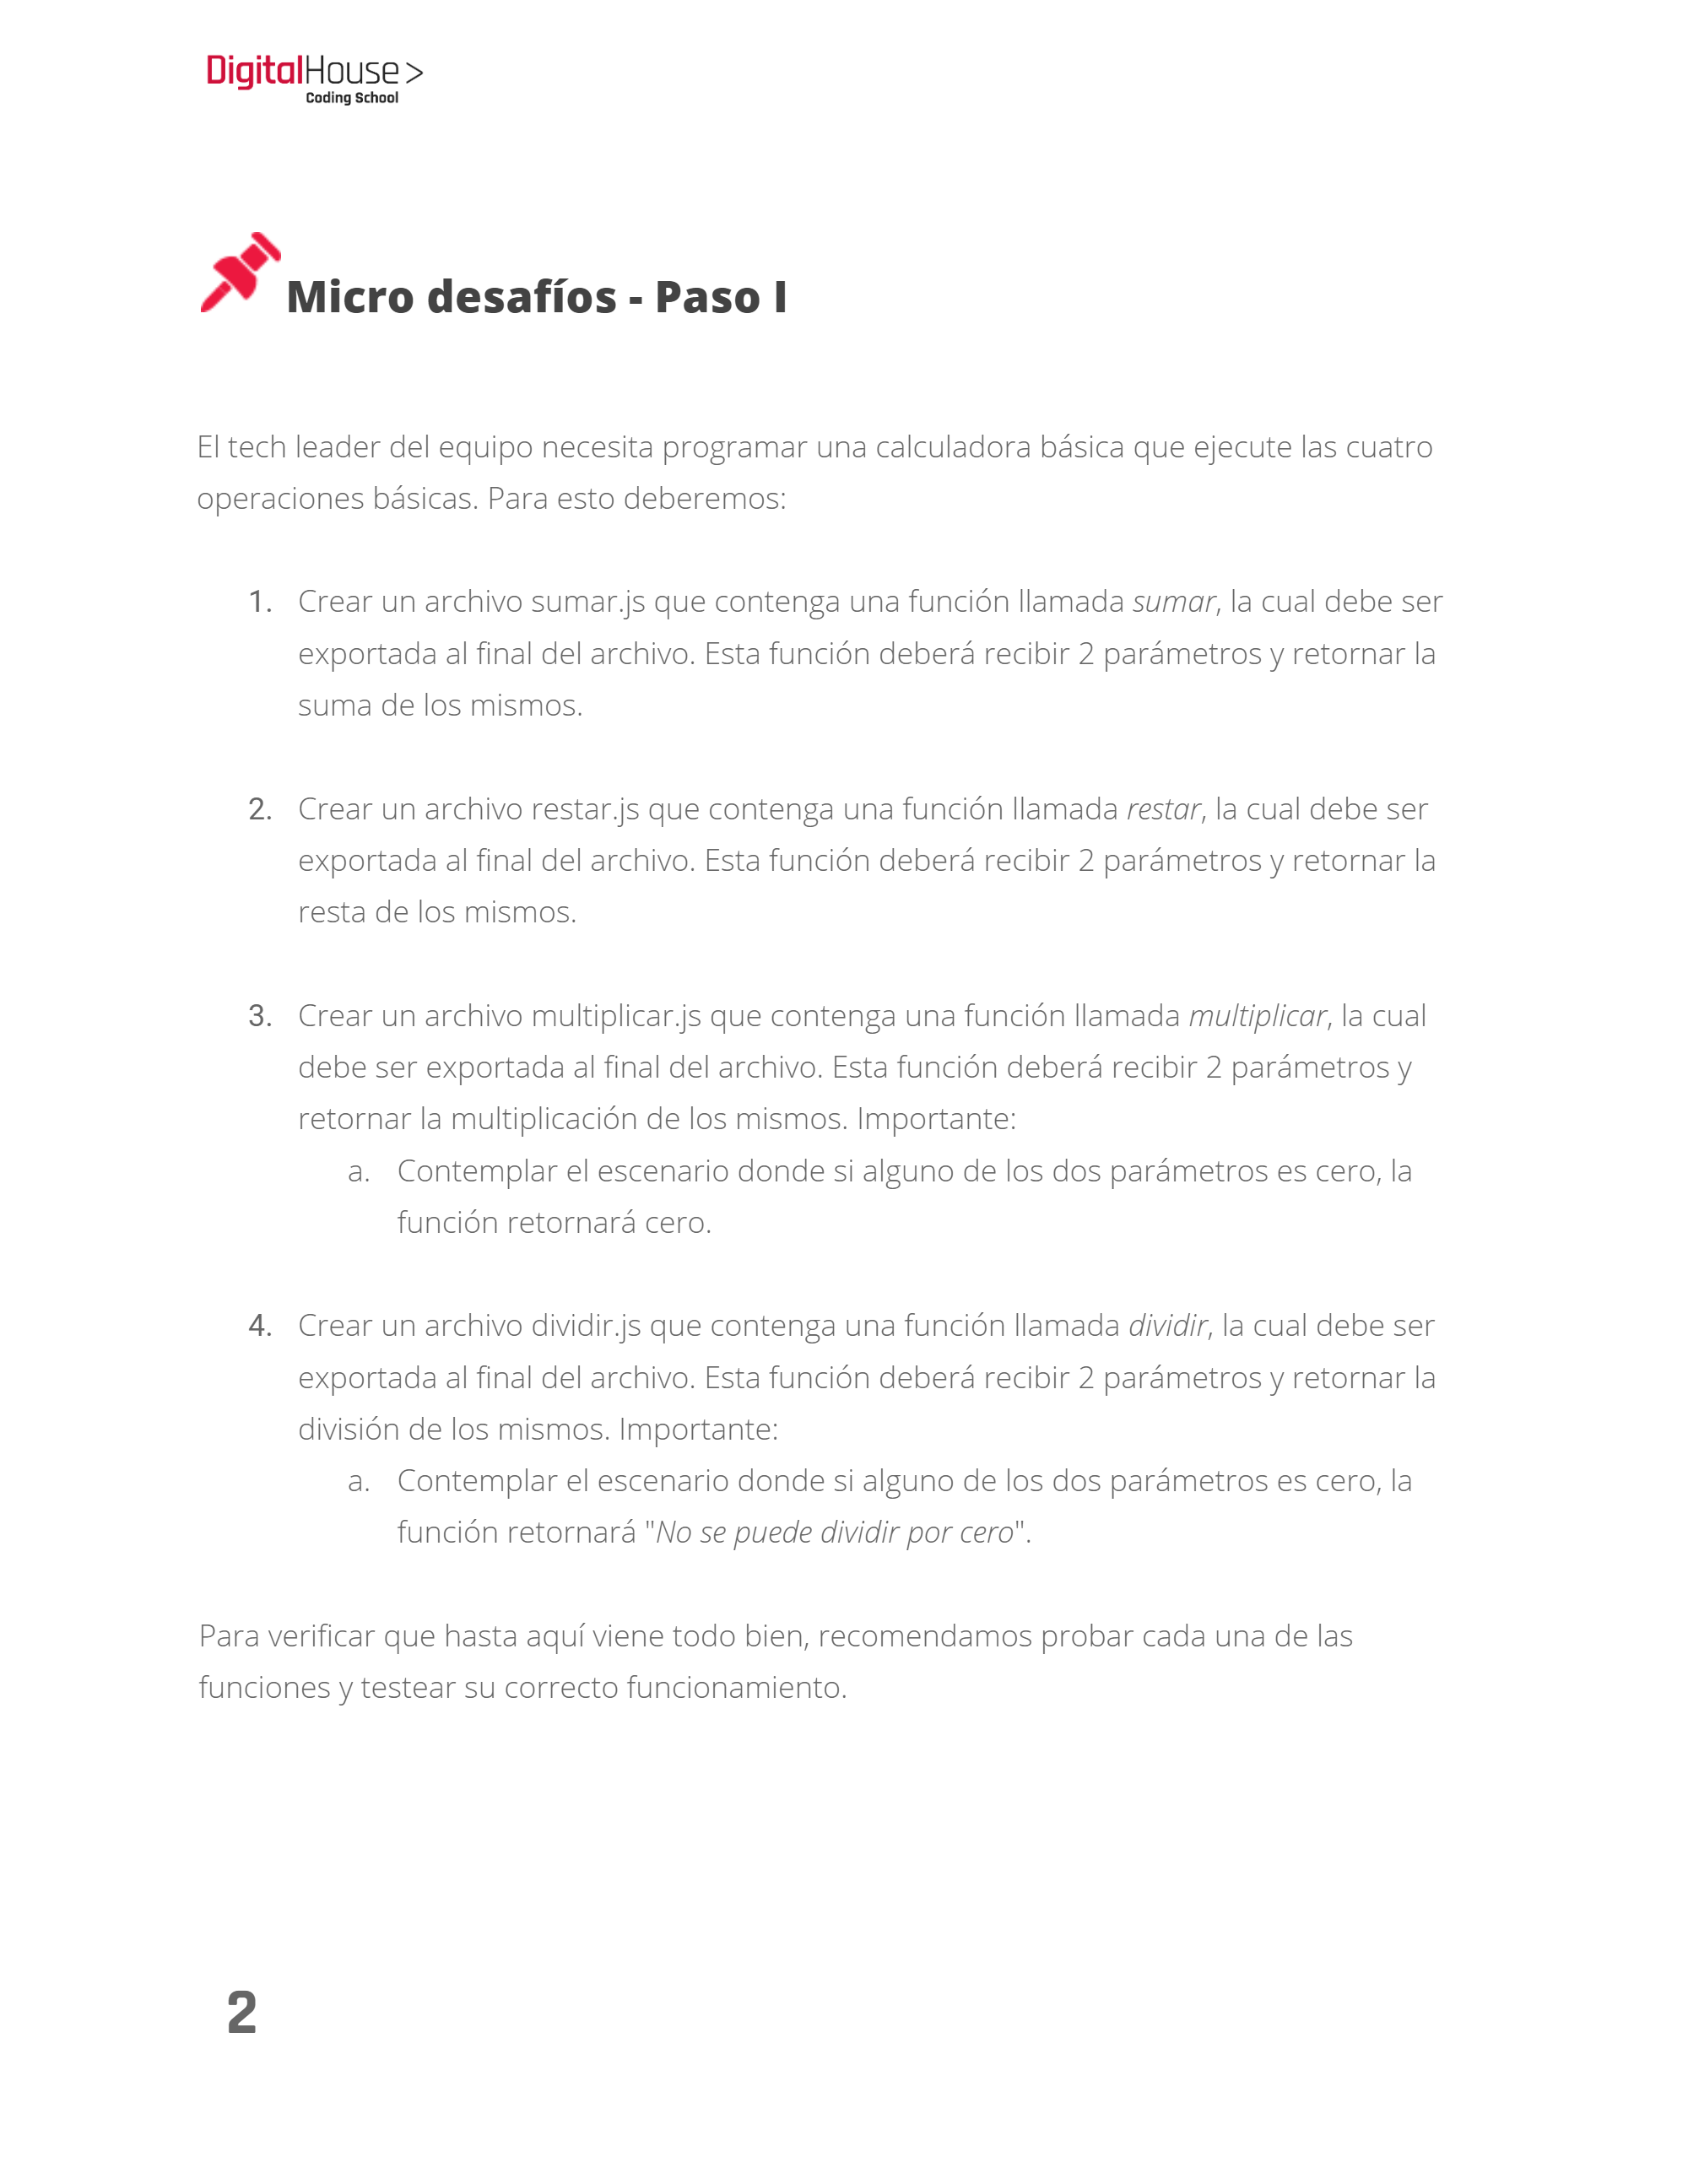 DigitalHouse >
Coding School
Micro desafíos - Paso I
El tech leader del equipo necesita programar una calculadora básica que ejecute las cuatro
operaciones básicas. Para esto deberemos:
1. Crear un archivo sumar.js que contenga una función llamada sumar, la cual debe ser
exportada al final del archivo. Esta función deberá recibir 2 parámetros y retornar la
suma de los mismos.
2. Crear un archivo restar.js que contenga una función llamada restar, la cual debe ser
exportada al final del archivo. Esta función deberá recibir 2 parámetros y retornar la
resta de los mismos.
3. Crear un archivo multiplicar.js que contenga una función llamada multiplicar, la cual
debe ser exportada al final del archivo. Esta función deberá recibir 2 parámetros y
retornar la multiplicación de los mismos. Importante:
a. Contemplar el escenario donde si alguno de los dos parámetros es cero, la
función retornará cero.
4. Crear un archivo dividir.js que contenga una función llamada dividir, la cual debe ser
exportada al final del archivo. Esta función deberá recibir 2 parámetros y retornar la
división de los mismos. Importante:
a. Contemplar el escenario donde si alguno de los dos parámetros es cero, la
función retornará "No se puede dividir por cero".
Para verificar que hasta aquí viene todo bien, recomendamos probar cada una de las
funciones y testear su correcto funcionamiento.
2